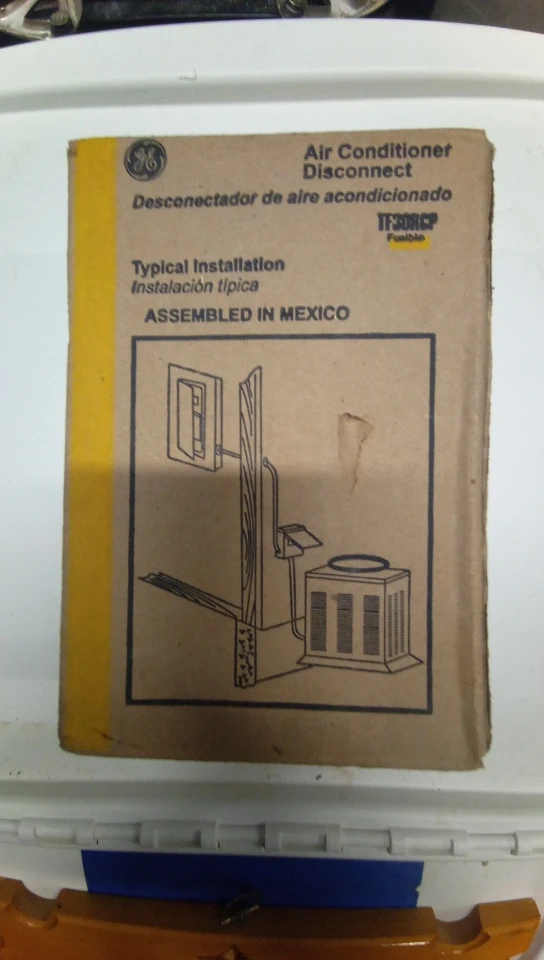 GE
Air Conditioner
Disconnect
Desconectador de aire acondicionado
TF30RCP
Fusible
Typical Installation
Instalación típica
ASSEMBLED IN MEXICO